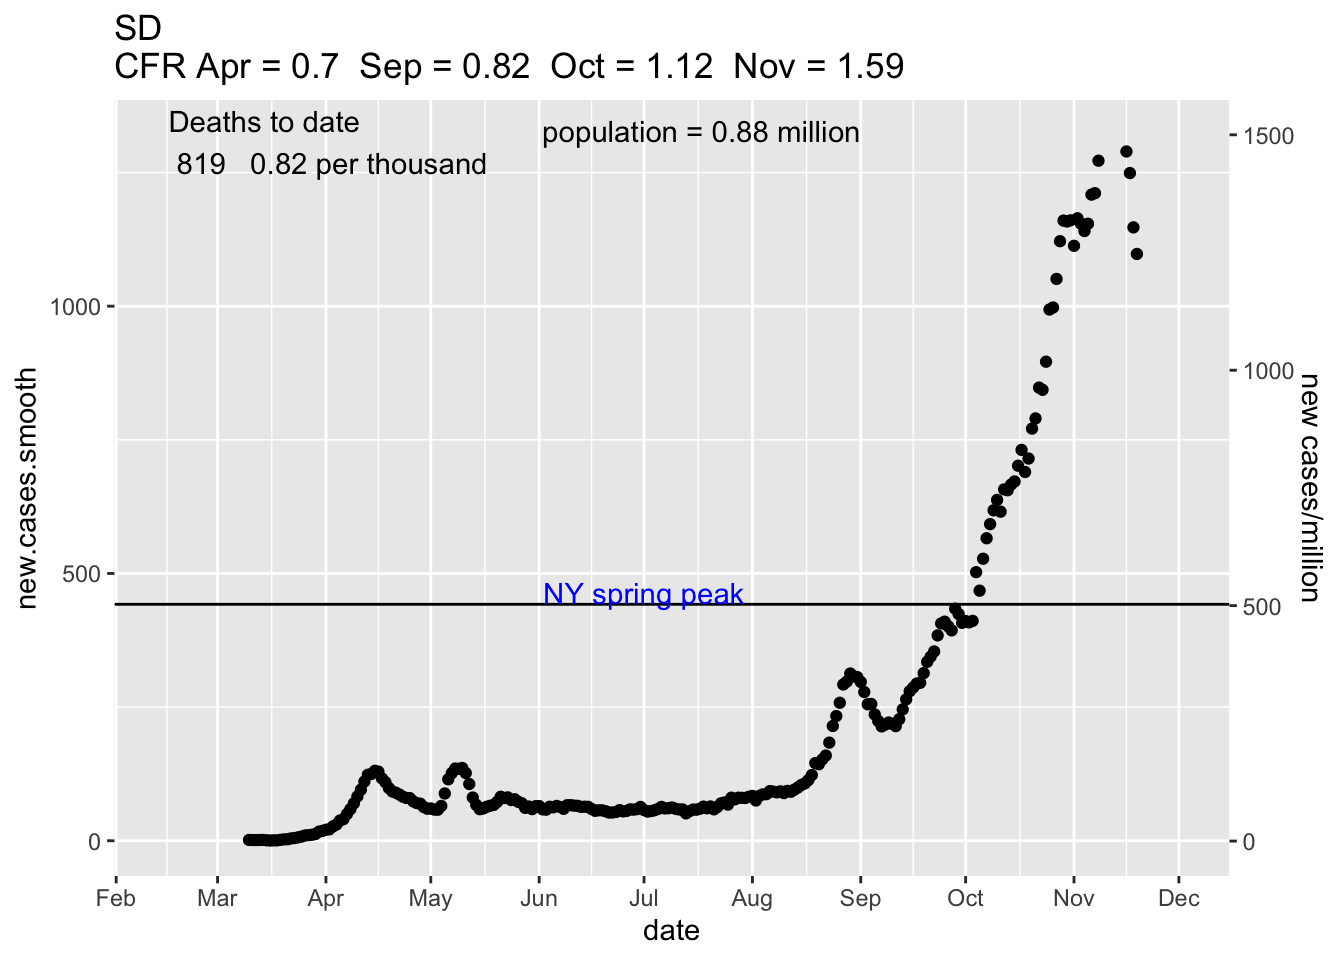 SD
CFR Apr = 0.7  Sep = 0.82  Oct = 1.12  Nov = 1.59
Deaths to date
819   0.82 per thousand
population = 0.88 million
NY spring peak
new.cases.smooth
1000
500
0
1500
1000
500
0
new cases/million
Feb Mar Apr May Jun Jul Aug Sep Oct Nov Dec
date